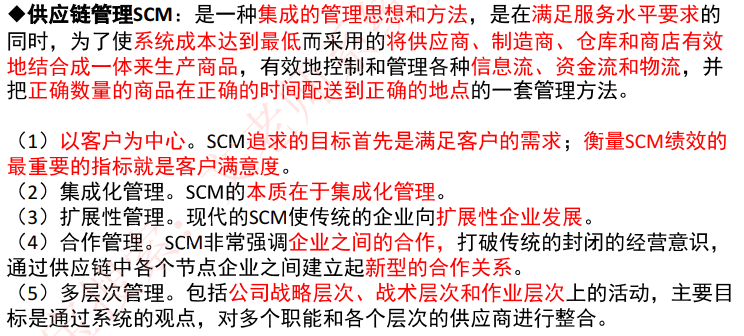 ◆供应链管理SCM：是一种集成的管理思想和方法，是在满足服务水平要求的
同时，为了使系统成本达到最低而采用的将供应商、制造商、仓库和商店有效
地结合成一体来生产商品，有效地控制和管理各种信息流、资金流和物流，并
把正确数量的商品在正确的时间配送到正确的地点的一套管理方法。
（1）以客户为中心。SCM追求的目标首先是满足客户的需求；衡量SCM绩效的
最重要的指标就是客户满意度。
（2）集成化管理。SCM的本质在于集成化管理。
（3）扩展性管理。现代的SCM使传统的企业向扩展性企业发展。
（4）合作管理。SCM非常强调企业之间的合作，打破传统的封闭的经营意识，
通过供应链中各个节点企业之间建立起新型的合作关系。
（5）多层次管理。包括公司战略层次、战术层次和作业层次上的活动，主要目
标是通过系统的观点，对多个职能和各个层次的供应商进行整合。